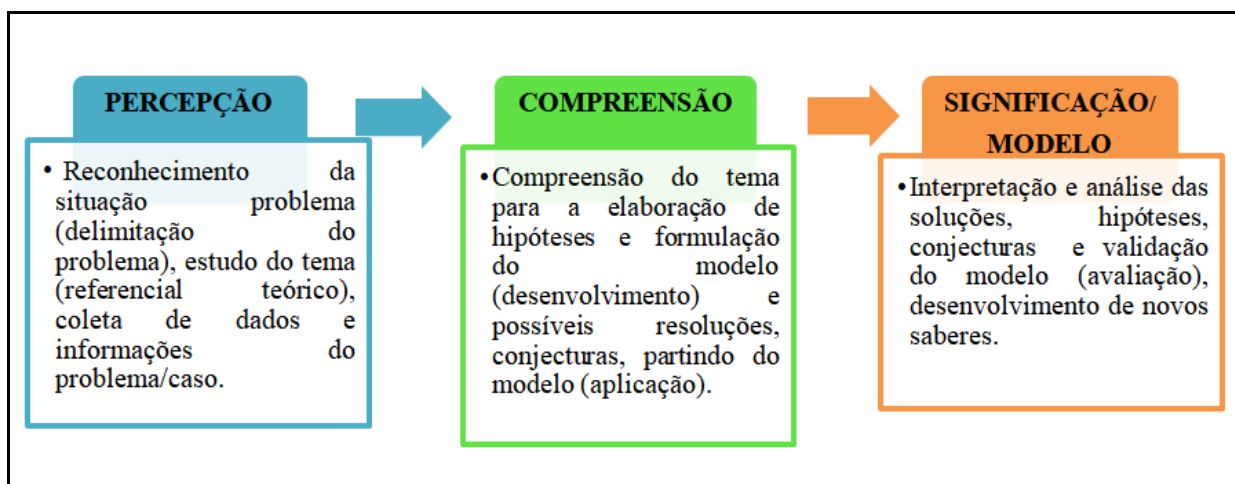 PERCEPÇÃO
• Reconhecimento da
situação problema
(delimitação do
problema), estudo do tema
(referencial teórico),
coleta de dados e
informações do
problema/caso.
COMPREENSÃO
•Compreensão do tema
para a elaboração de
hipóteses e formulação
do modelo
(desenvolvimento) e
possíveis resoluções,
conjecturas, partindo do
modelo (aplicação).
SIGNIFICAÇÃO/
MODELO
•Interpretação e análise das
soluções, hipóteses,
conjecturas e validação
do modelo (avaliação),
desenvolvimento de novos
saberes.